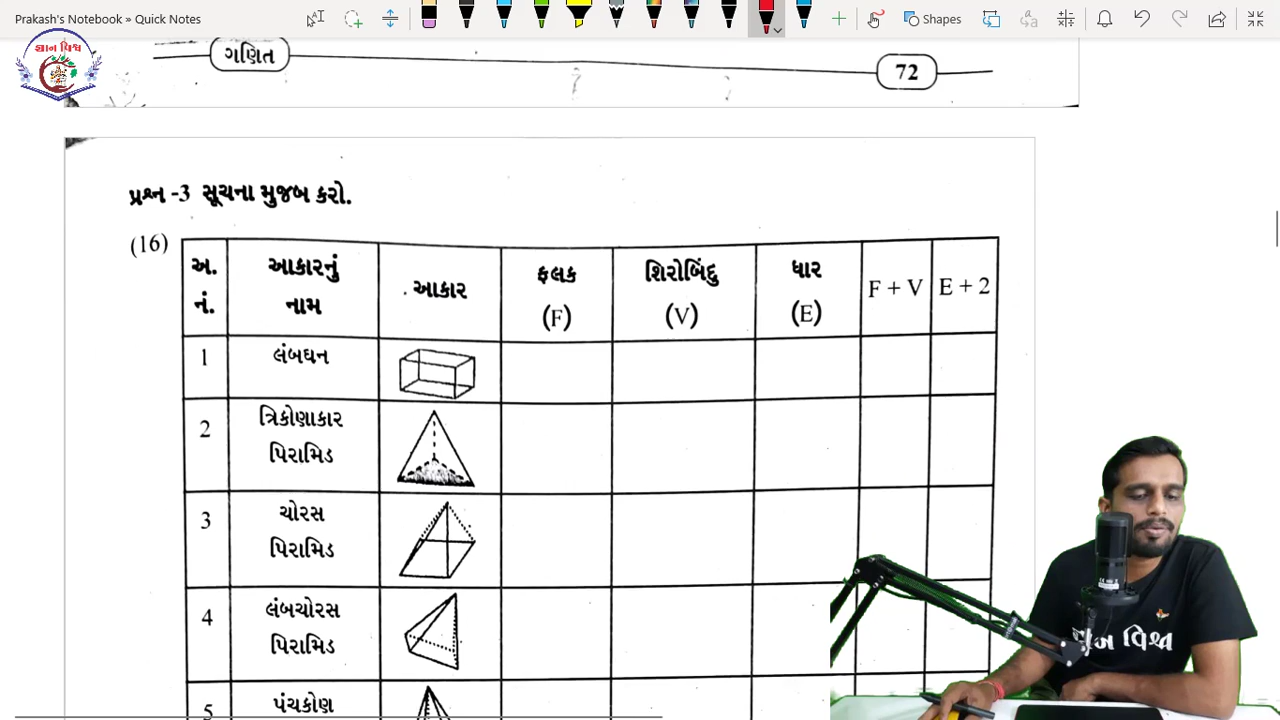 Prakash's Notebook » Quick Notes
Shapes
જ્ઞાન વિશ્વ
ગણિત
72
પ્રશ્ન -3 સૂચના મુજબ કરો.
(16)
અ. નં.
આકારનું નામ
આકાર
ફલક (F)
શિરોબિંદુ (V)
ધાર (E)
F + V
E + 2
1 લંબઘન
2 ત્રિકોણાકાર પિરામિડ
3 ચોરસ પિરામિડ
4 લંબચોરસ પિરામિડ
5 પંચકોણ
જ્ઞાન વિશ્વ